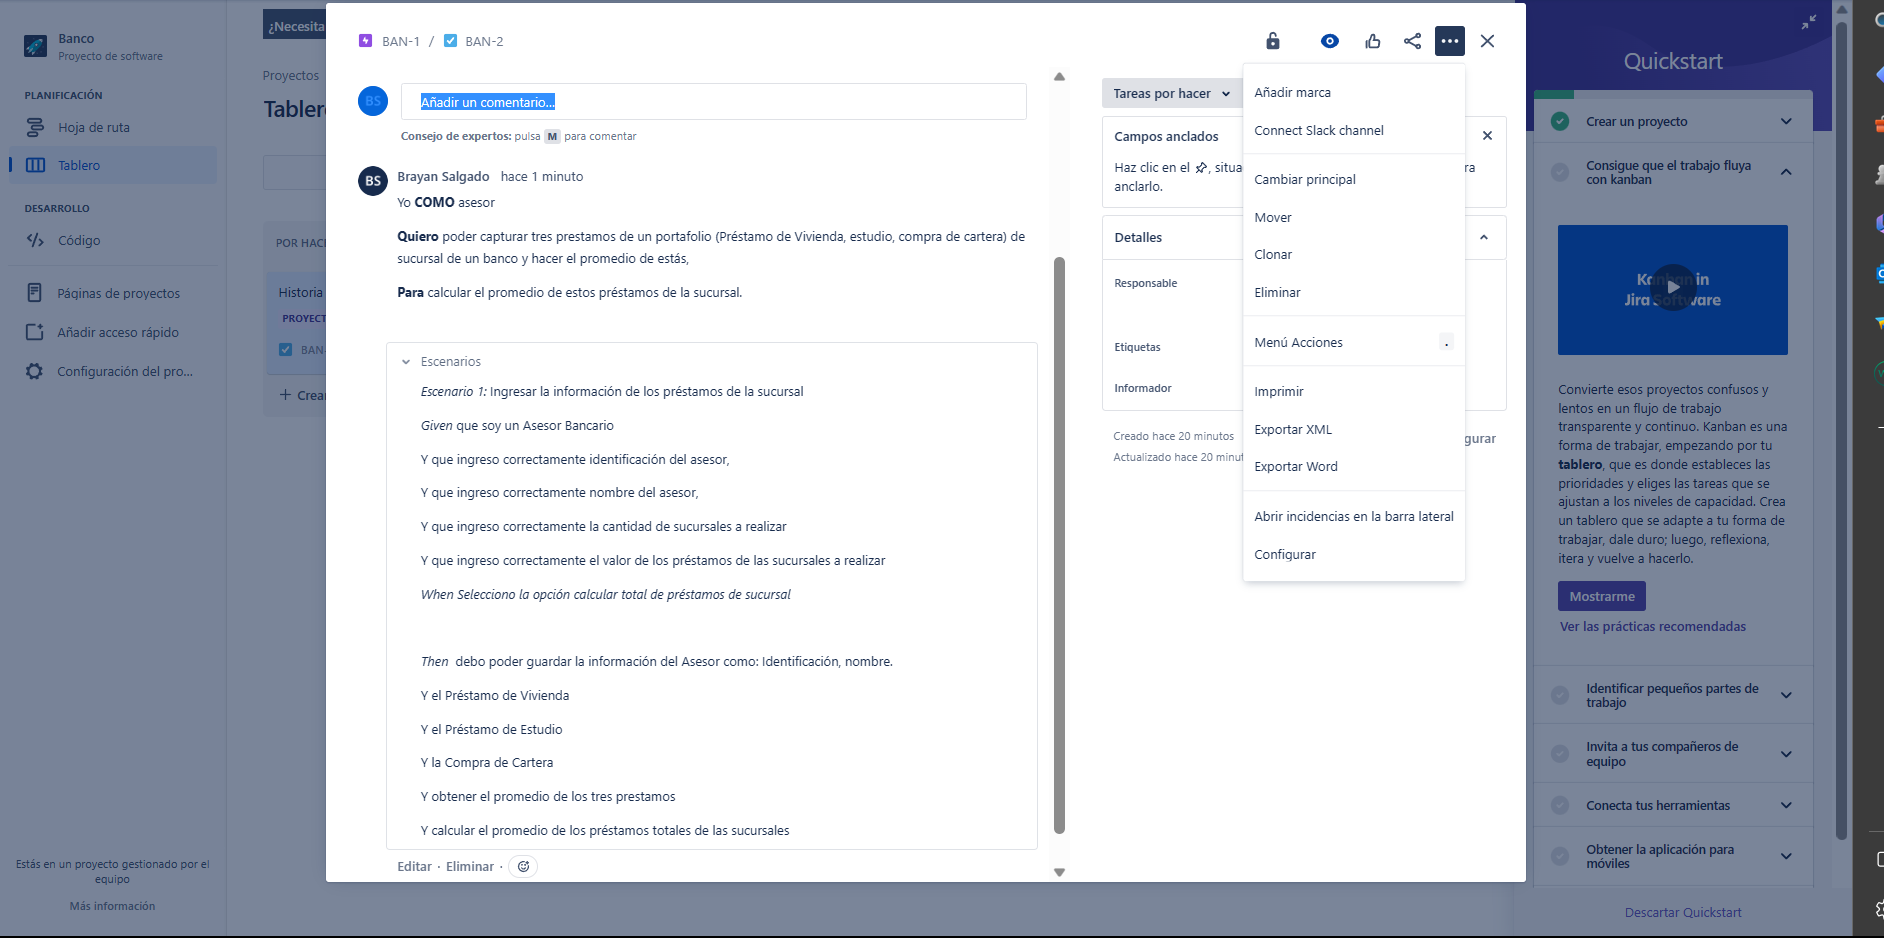 Banco
Proyecto de software
PLANIFICACIÓN
Hoja de ruta
Tablero
DESARROLLO
Código
Páginas de proyectos
Añadir acceso rápido
Configuración del pro...
Estás en un proyecto gestionado por el
equipo
Más información
¿Necesita
Proyectos
POR HACE
Historia
PROYECT
BAN-
+ Crear
BAN-1 / BAN-2
BS
Añadir un comentario...
Consejo de expertos: pulsa M para comentar
BS
Brayan Salgado hace 1 minuto
Yo COMO asesor
Quiero poder capturar tres prestamos de un portafolio (Préstamo de Vivienda, estudio, compra de cartera) de
sucursal de un banco y hacer el promedio de estás,
Para calcular el promedio de estos préstamos de la sucursal.
Escenarios
Escenario 1: Ingresar la información de los préstamos de la sucursal
Given que soy un Asesor Bancario
Y que ingreso correctamente identificación del asesor,
Y que ingreso correctamente nombre del asesor,
Y que ingreso correctamente la cantidad de sucursales a realizar
Y que ingreso correctamente el valor de los préstamos de las sucursales a realizar
When Selecciono la opción calcular total de préstamos de sucursal
Then debo poder guardar la información del Asesor como: Identificación, nombre.
Y el Préstamo de Vivienda
Y el Préstamo de Estudio
Y la Compra de Cartera
Y obtener el promedio de los tres prestamos
Y calcular el promedio de los préstamos totales de las sucursales
Editar · Eliminar ·
Tareas por hacer
Campos anclados
Haz clic en el , situa
ra
anclarlo.
Detalles
Responsable
Etiquetas
Informador
Creado hace 20 minutos
gurar
Actualizado hace 20 minut
Añadir marca
Connect Slack channel
Cambiar principal
Mover
Clonar
Eliminar
Menú Acciones .
Imprimir
Exportar XML
Exportar Word
Abrir incidencias en la barra lateral
Configurar
Quickstart
Crear un proyecto
Consigue que el trabajo fluya
con kanban
Kanban in
Jira Software
Convierte esos proyectos confusos y
lentos en un flujo de trabajo
transparente y continuo. Kanban es una
forma de trabajar, empezando por tu
tablero, que es donde estableces las
prioridades y eliges las tareas que se
ajustan a los niveles de capacidad. Crea
un tablero que se adapte a tu forma de
trabajar, dale duro; luego, reflexiona,
itera y vuelve a hacerlo.
Mostrarme
Ver las prácticas recomendadas
Identificar pequeños partes de
trabajo
Invita a tus compañeros de
equipo
Conecta tus herramientas
Obtener la aplicación para
móviles
Descartar Quickstart